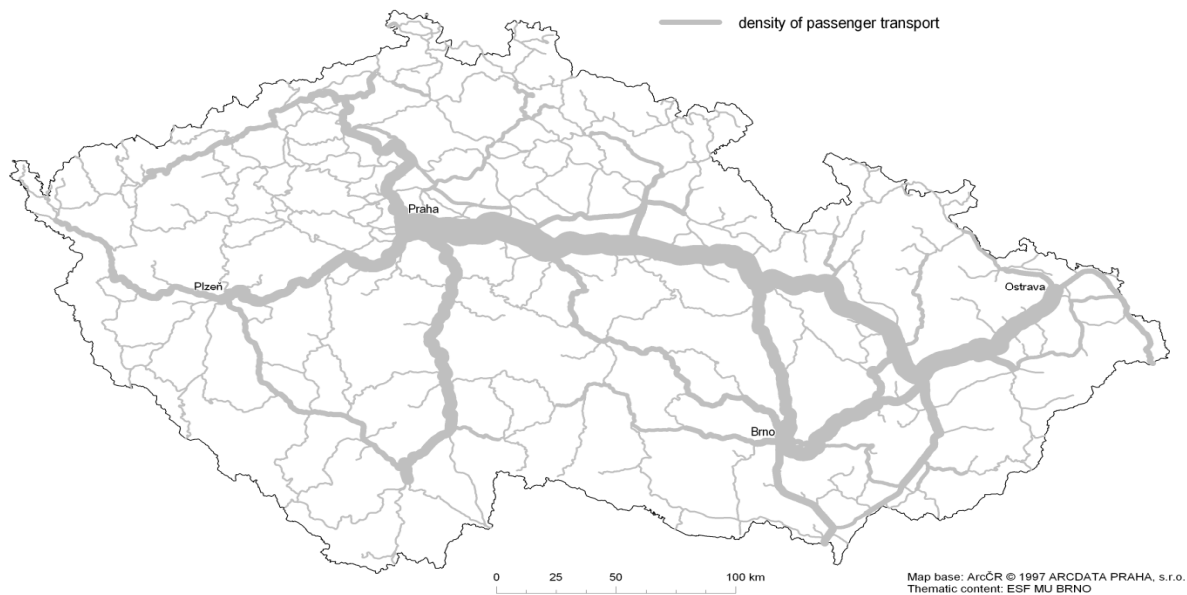 density of passenger transport
Praha
Plzeň
Ostrava
Brno
0 25 50 100 km
Map base: ArcČR © 1997 ARCDATA PRAHA, s.r.o.
Thematic content: ESF MU BRNO